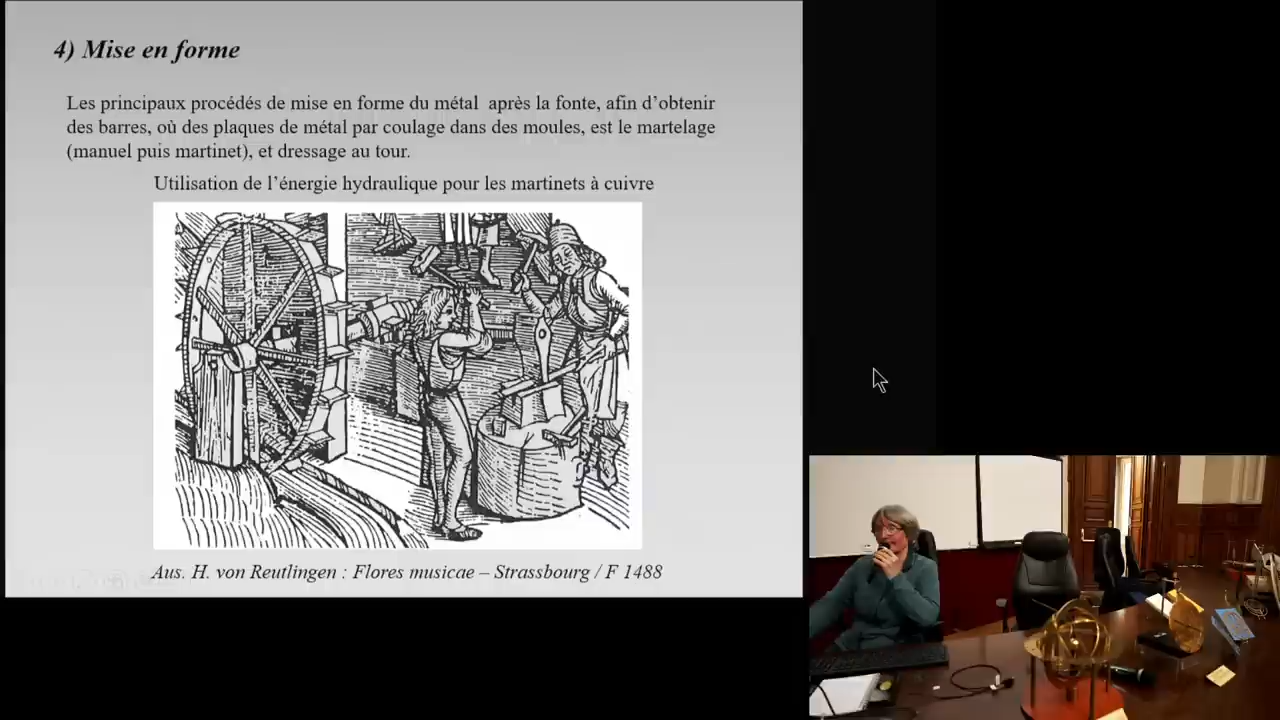 4) Mise en forme
Les principaux procédés de mise en forme du métal après la fonte, afin d’obtenir
des barres, où des plaques de métal par coulage dans des moules, est le martelage
(manuel puis martinet), et dressage au tour.
Utilisation de l’énergie hydraulique pour les martinets à cuivre
Aus. H. von Reutlingen : Flores musicae – Strassbourg / F 1488